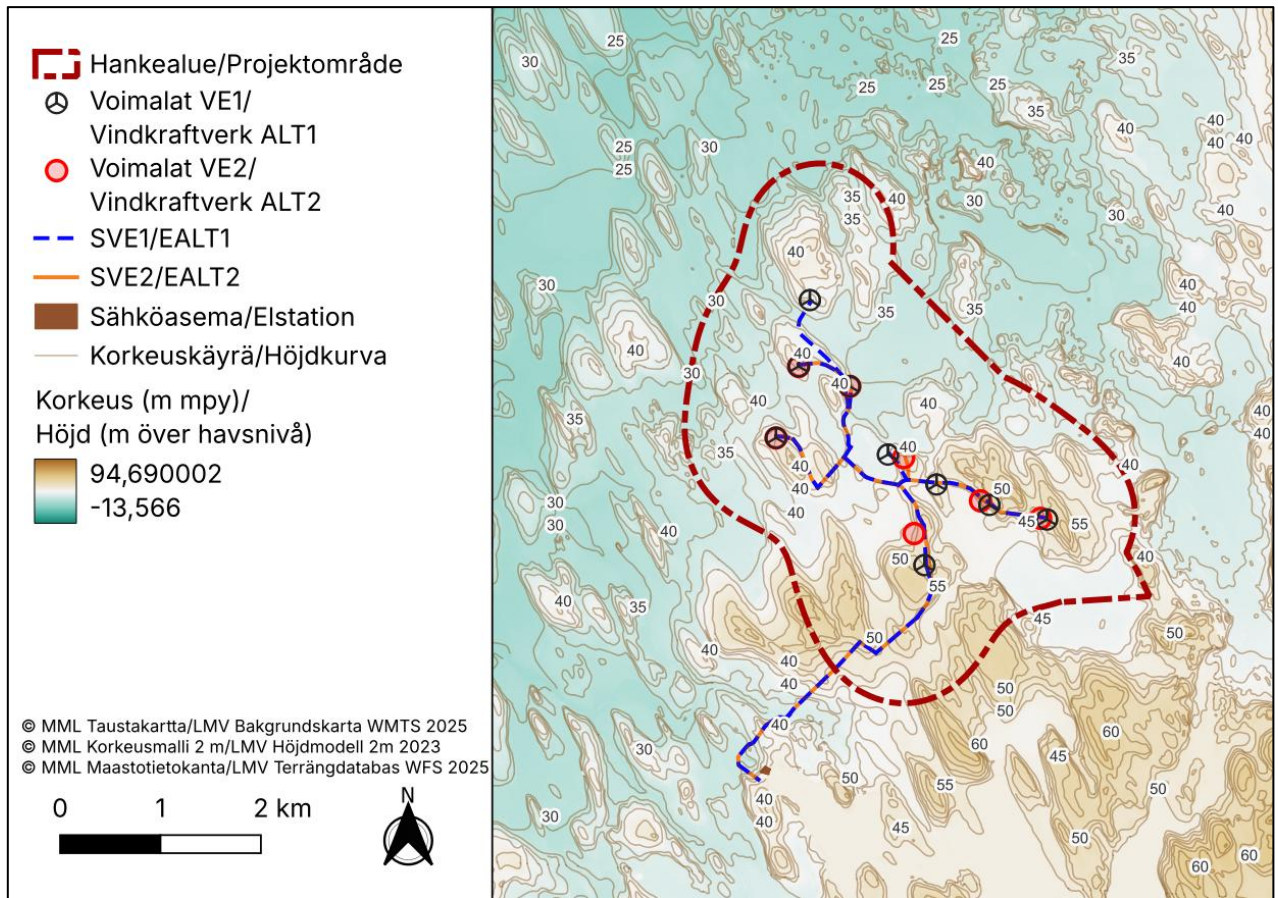 Hankealue/Projektområde
Voimalat VE1/
Vindkraftverk ALT1
Voimalat VE2/
Vindkraftverk ALT2
SVE1/EALT1
SVE2/EALT2
Sähköasema/Elstation
Korkeuskäyrä/Höjdkurva
Korkeus (m mpy)/
Höjd (m över havsnivå)
94,690002
-13,566
© MML Taustakartta/LMV Bakgrundskarta WMTS 2025
© MML Korkeusmalli 2 m/LMV Höjdmodell 2m 2023
© MML Maastotietokanta/LMV Terrängdatabas WFS 2025
0 1 2 km
N
25 25
30 35
25 25
35
40 40
25 30 40 40
25 40
35 40 30 40
35 30
40
30 30 40
35 35 40
40 40
30 40
40 40 40
35 40
35 40 40
40 50
30 40
30 40 45 55
40 50 40
40 35 55 45
50 50
40 40
40 50
40 50
30 60
50 55 45 50
40
30 40 45 50
60 60